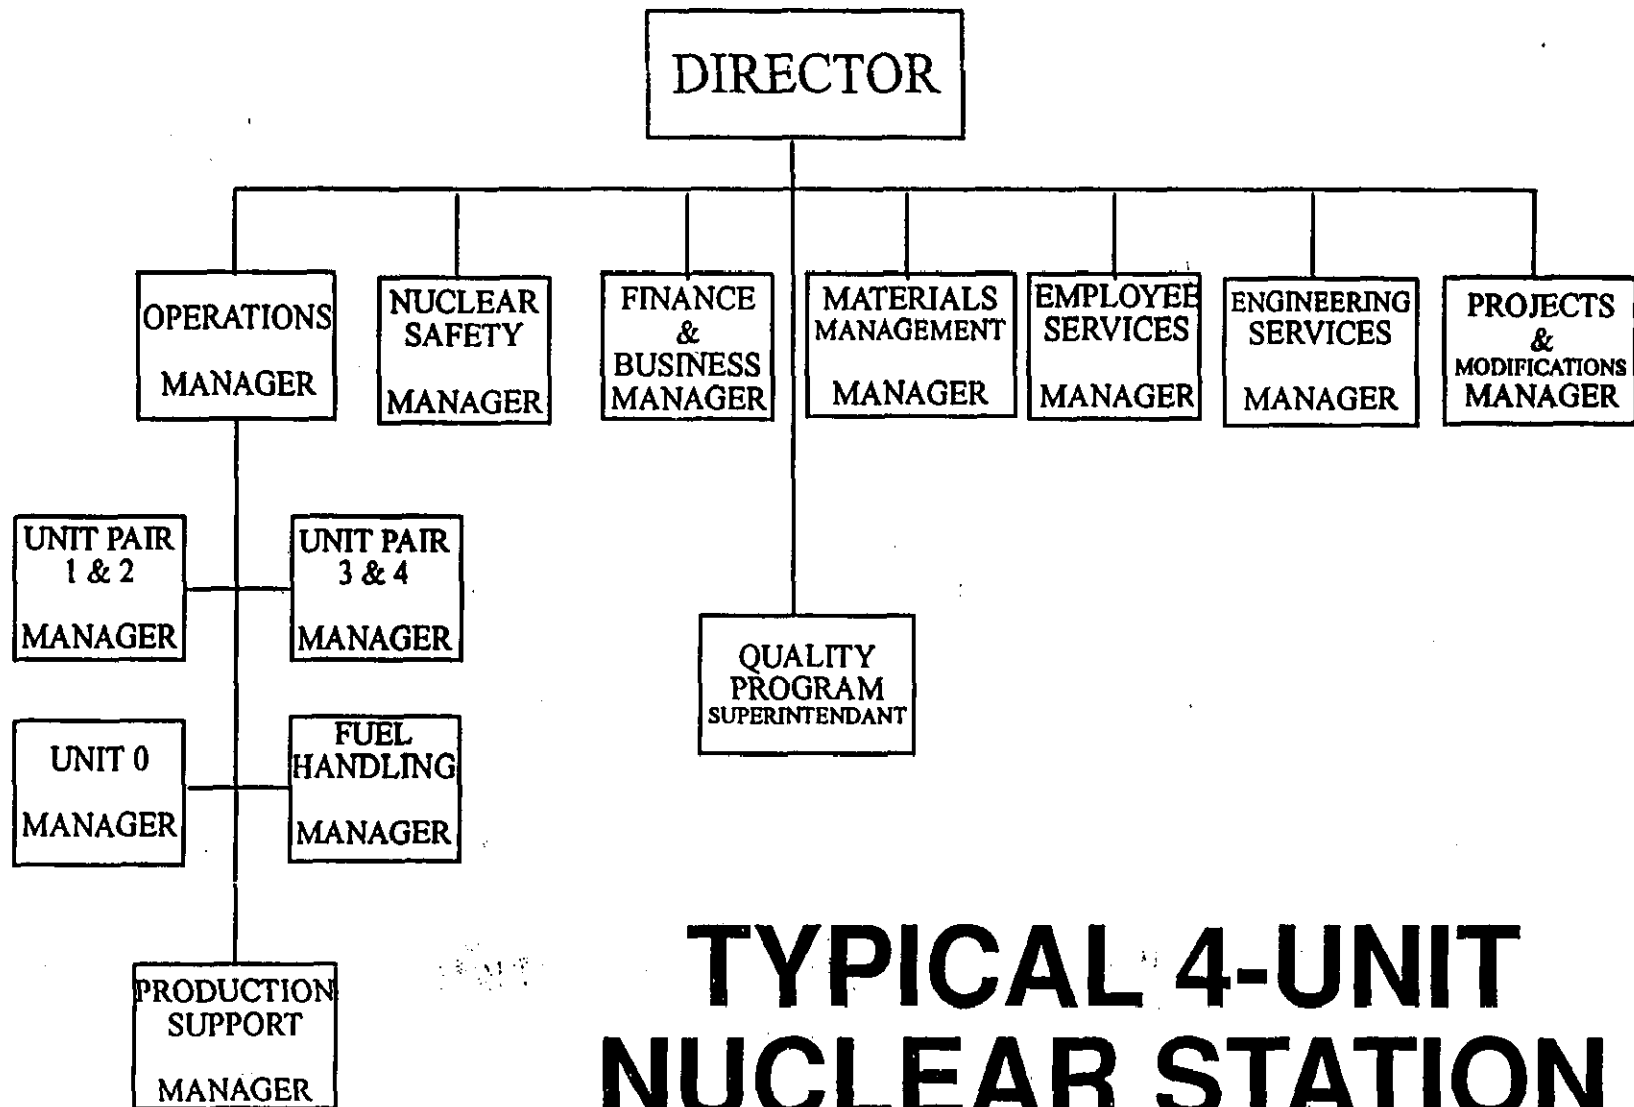 DIRECTOR
OPERATIONS
MANAGER
NUCLEAR
SAFETY
MANAGER
FINANCE
&
BUSINESS
MANAGER
MATERIALS
MANAGEMENT
MANAGER
EMPLOYEE
SERVICES
MANAGER
ENGINEERING
SERVICES
MANAGER
PROJECTS
&
MODIFICATIONS
MANAGER
UNIT PAIR
1 & 2
MANAGER
UNIT PAIR
3 & 4
MANAGER
QUALITY
PROGRAM
SUPERINTENDANT
UNIT 0
MANAGER
FUEL
HANDLING
MANAGER
PRODUCTION
SUPPORT
MANAGER
TYPICAL 4-UNIT
NUCLEAR STATION